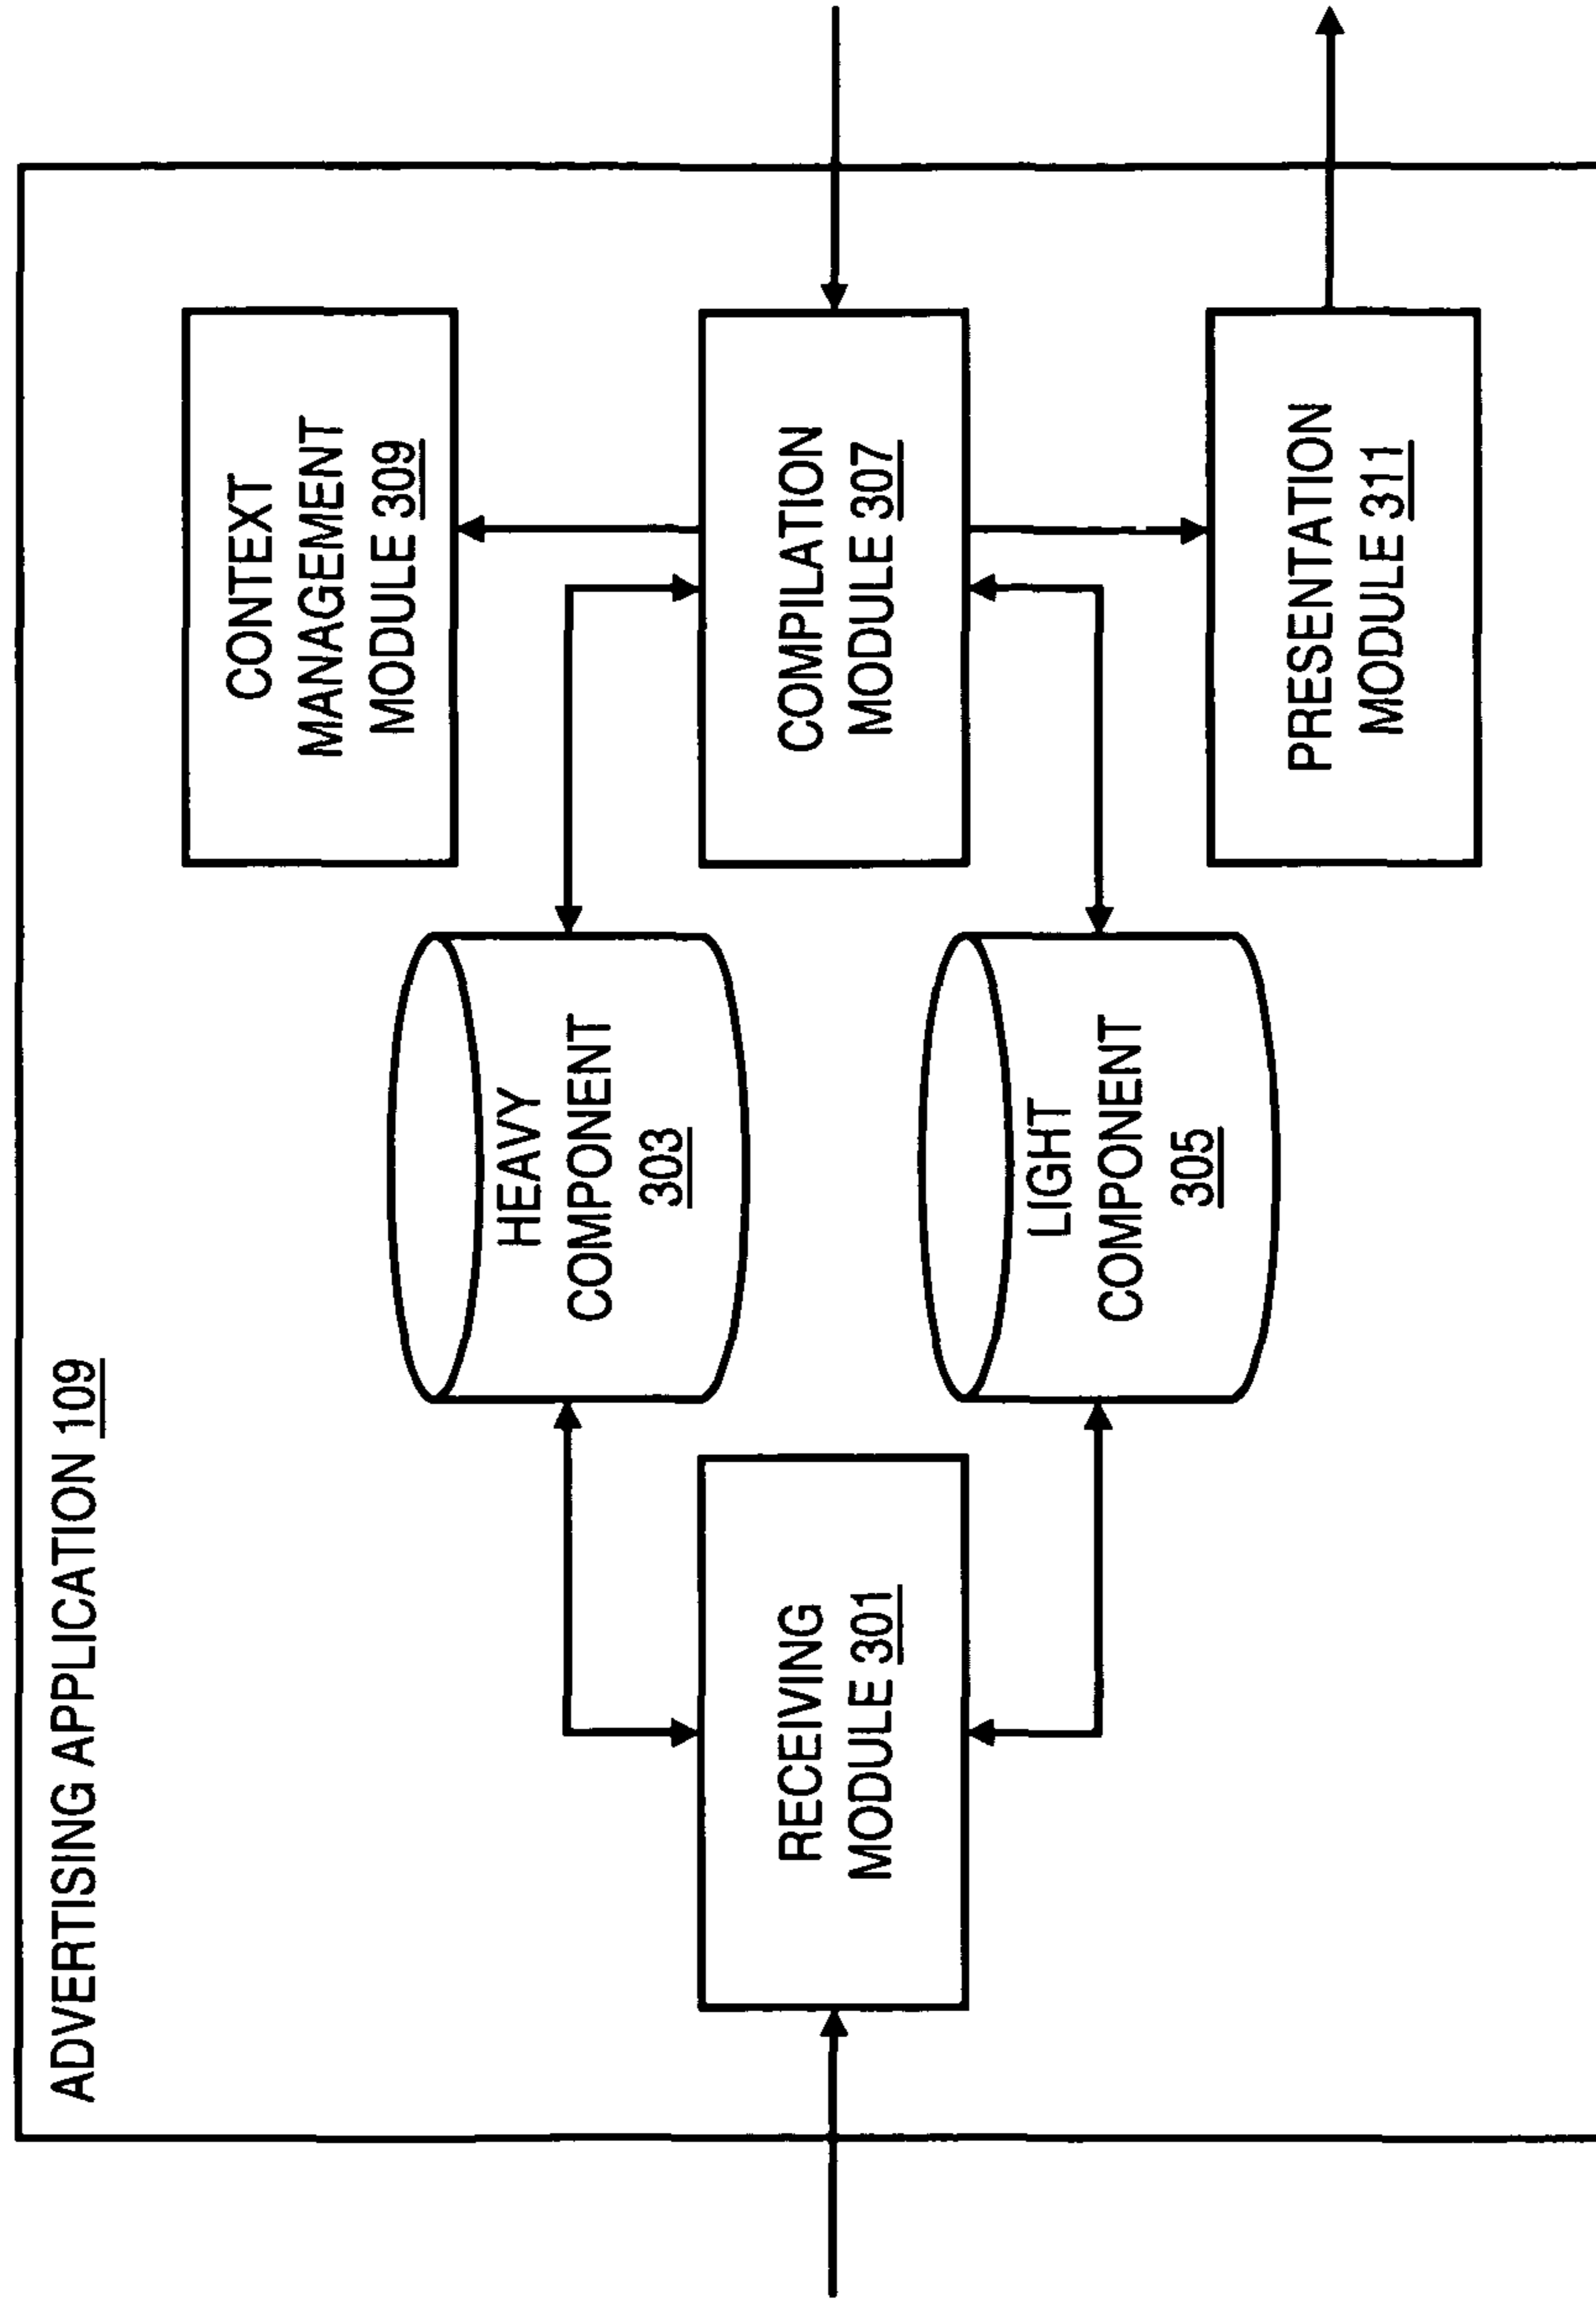 ADVERTISING APPLICATION 109
RECEIVING
MODULE 301
HEAVY
COMPONENT
303
LIGHT
COMPONENT
305
CONTEXT
MANAGEMENT
MODULE 309
COMPILATION
MODULE 307
PRESENTATION
MODULE 311